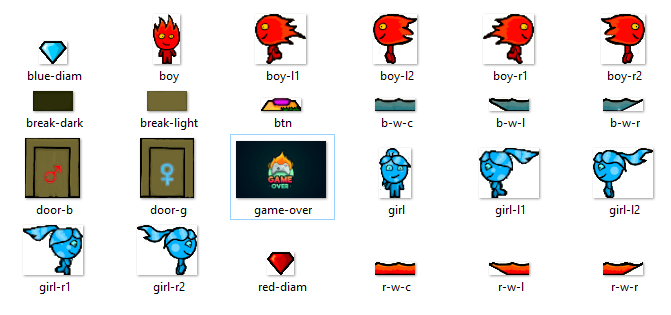 blue-diam
boy
boy-l1
boy-l2
boy-r1
boy-r2
break-dark
break-light
btn
b-w-c
b-w-l
b-w-r
GAME
OVER
door-b
door-g
game-over
girl
girl-l1
girl-l2
girl-r1
girl-r2
red-diam
r-w-c
r-w-l
r-w-r